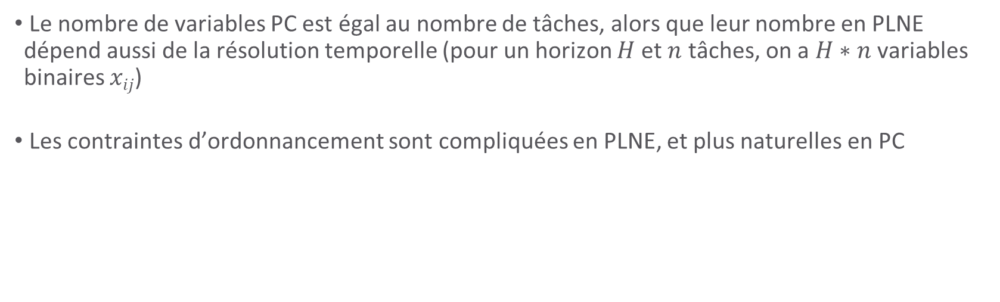 • Le nombre de variables PC est égal au nombre de tâches, alors que leur nombre en PLNE
dépend aussi de la résolution temporelle (pour un horizon H et n tâches, on a H ∗ n variables
binaires x_{ij})
• Les contraintes d’ordonnancement sont compliquées en PLNE, et plus naturelles en PC